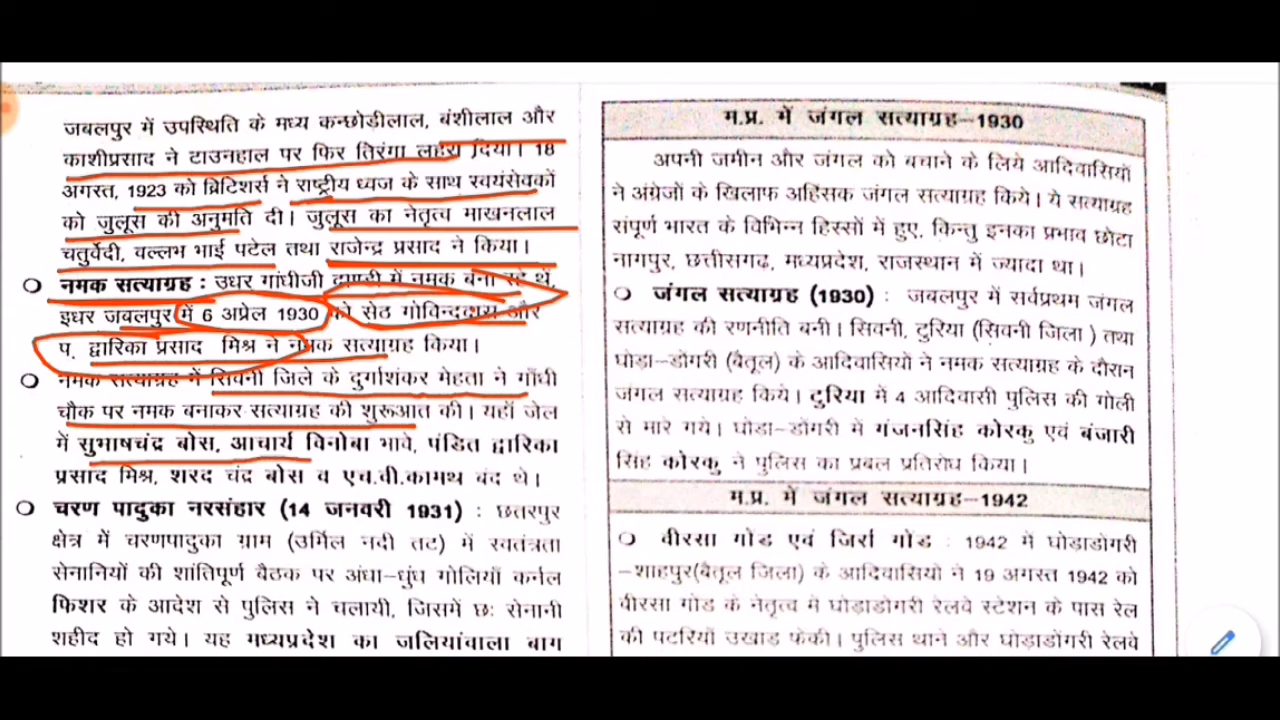 जबलपुर में उपस्थिति के मध्य कन्छोडीलाल, बंशीलाल और
काशीप्रसाद ने टाउनहाल पर फिर तिरंगा लहरा दिया। 18
अगस्त, 1923 को ब्रिटिशर्स ने राष्ट्रीय ध्वज के साथ स्वयंसेवकों
को जुलूस की अनुमति दी। जुलूस का नेतृत्व माखनलाल
चतुर्वेदी, वल्लभ भाई पटेल तथा राजेन्द्र प्रसाद ने किया।
नमक सत्याग्रह : उधर गांधीजी दाण्डी में नमक बना रहे थे,
इधर जबलपुर में 6 अप्रेल 1930 को सेठ गोविन्ददास और
प. द्वारिका प्रसाद मिश्र ने नमक सत्याग्रह किया।
नमक सत्याग्रह में सिवनी जिले के दुर्गाशंकर मेहता ने गाँधी
चौक पर नमक बनाकर सत्याग्रह की शुरूआत की। यहाँ जेल
में सुभाषचंद्र बोस, आचार्य विनोबा भावे, पंडित द्वारिका
प्रसाद मिश्र, शरद चंद्र बोस व एच.वी.कामथ बंद थे।
चरण पादुका नरसंहार (14 जनवरी 1931) : छतरपुर
क्षेत्र में चरणपादुका ग्राम (उर्मिल नदी तट) में स्वतंत्रता
सेनानियों की शांतिपूर्ण बैठक पर अंधा-धुंध गोलियाँ कर्नल
फिशर के आदेश से पुलिस ने चलायी, जिसमें छः सेनानी
शहीद हो गये। यह मध्यप्रदेश का जलियांवाला बाग
म.प्र. में जंगल सत्याग्रह-1930
अपनी जमीन और जंगल को बचाने के लिये आदिवासियों
ने अंग्रेजों के खिलाफ अहिंसक जंगल सत्याग्रह किये। ये सत्याग्रह
संपूर्ण भारत के विभिन्न हिस्सों में हुए, किन्तु इनका प्रभाव छोटा
नागपुर, छत्तीसगढ, मध्यप्रदेश, राजस्थान में ज्यादा था।
जंगल सत्याग्रह (1930) : जबलपुर में सर्वप्रथम जंगल
सत्याग्रह की रणनीति बनी। सिवनी, टुरिया (सिवनी जिला) तथा
घोड़ा-डोगरी (बैतूल) के आदिवासियों ने नमक सत्याग्रह के दौरान
जंगल सत्याग्रह किये। टुरिया में 4 आदिवासी पुलिस की गोली
से मारे गये। घोडा-डोंगरी में गंजनसिंह कोरकु एवं बंजारी
सिंह कोरकु ने पुलिस का प्रबल प्रतिरोध किया।
म.प्र. में जंगल सत्याग्रह-1942
वीरसा गोंड एवं जिर्रा गोंड : 1942 में घोड़ाडोगरी
-शाहपुर(बैतूल जिला) के आदिवासियों ने 19 अगस्त 1942 को
वीरसा गोड के नेतृत्व में घोड़ाडोगरी रेलवे स्टेशन के पास रेल
की पटरियाँ उखाड फेकी। पुलिस थाने और घोड़ाडोंगरी रेलवे